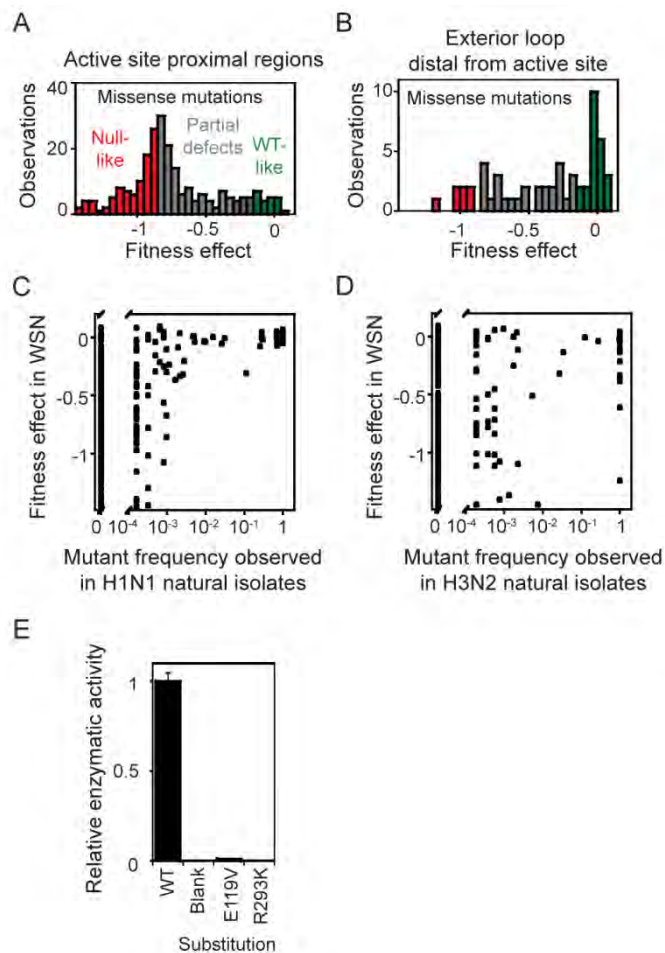 A
Active site proximal regions
Observations
40
20
0
Missense mutations
Null-
like
Partial
defects
WT-
like
-1
-0.5
0
Fitness effect
B
Exterior loop
distal from active site
Observations
10
5
0
Missense mutations
-1
-0.5
0
Fitness effect
C
Fitness effect in WSN
0
-0.5
-1
0
10-4
10-3
10-2
10-1
1
Mutant frequency observed
in H1N1 natural isolates
D
Fitness effect in WSN
0
-0.5
-1
0
10-4
10-3
10-2
10-1
1
Mutant frequency observed
in H3N2 natural isolates
E
Relative enzymatic activity
1
0.5
0
WT
Blank
E119V
R293K
Substitution